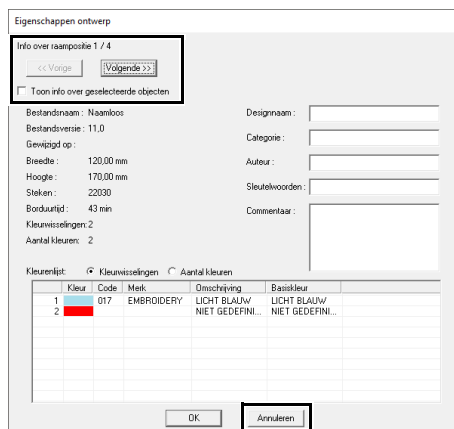 Eigenschappen ontwerp
Info over raampositie 1 / 4
<< Vorige Volgende >>
Toon info over geselecteerde objecten
Bestandsnaam : Naamloos
Bestandsversie : 11,0
Gewijzigd op :
Breedte : 120,00 mm
Hoogte : 170,00 mm
Steken : 22030
Borduurtijd : 43 min
Kleurwisselingen: 2
Aantal kleuren: 2
Designnaam :
Categorie :
Auteur :
Sleutelwoorden :
Commentaar :
Kleurenlijst: Kleurwisselingen Aantal kleuren
Kleur Code Merk Omschrijving Basiskleur
1 017 EMBROIDERY LICHT BLAUW LICHT BLAUW
2 NIET GEDEFINI... NIET GEDEFINI...
OK Annuleren